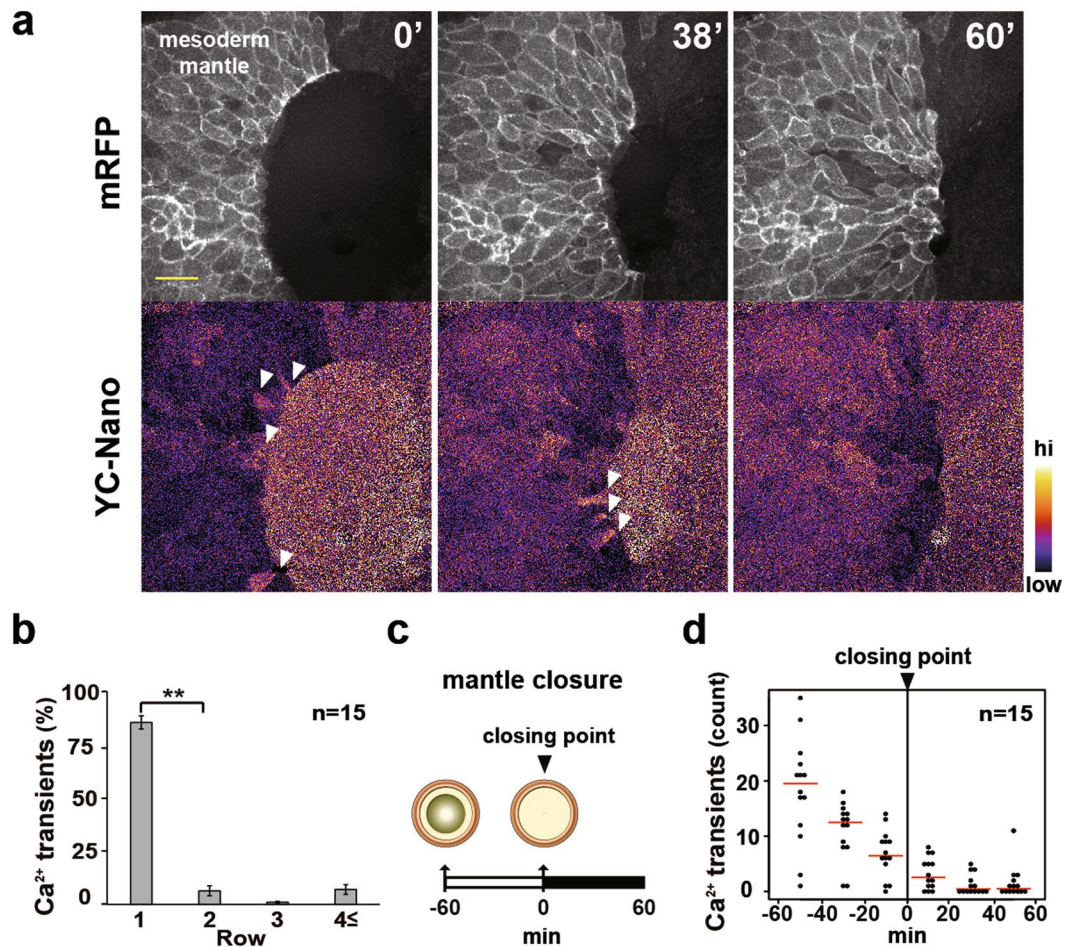 a
mesoderm
mantle
0’
38’
60’
mRFP
YC-Nano
hi
low
b
Ca²⁺ transients (%)
100
75
50
25
0
**
n=15
1 2 3 4≤
Row
c
mantle closure
closing point
-60 0 60
min
d
closing point
Ca²⁺ transients (count)
30
20
10
0
n=15
-60 -40 -20 0 20 40 60
min